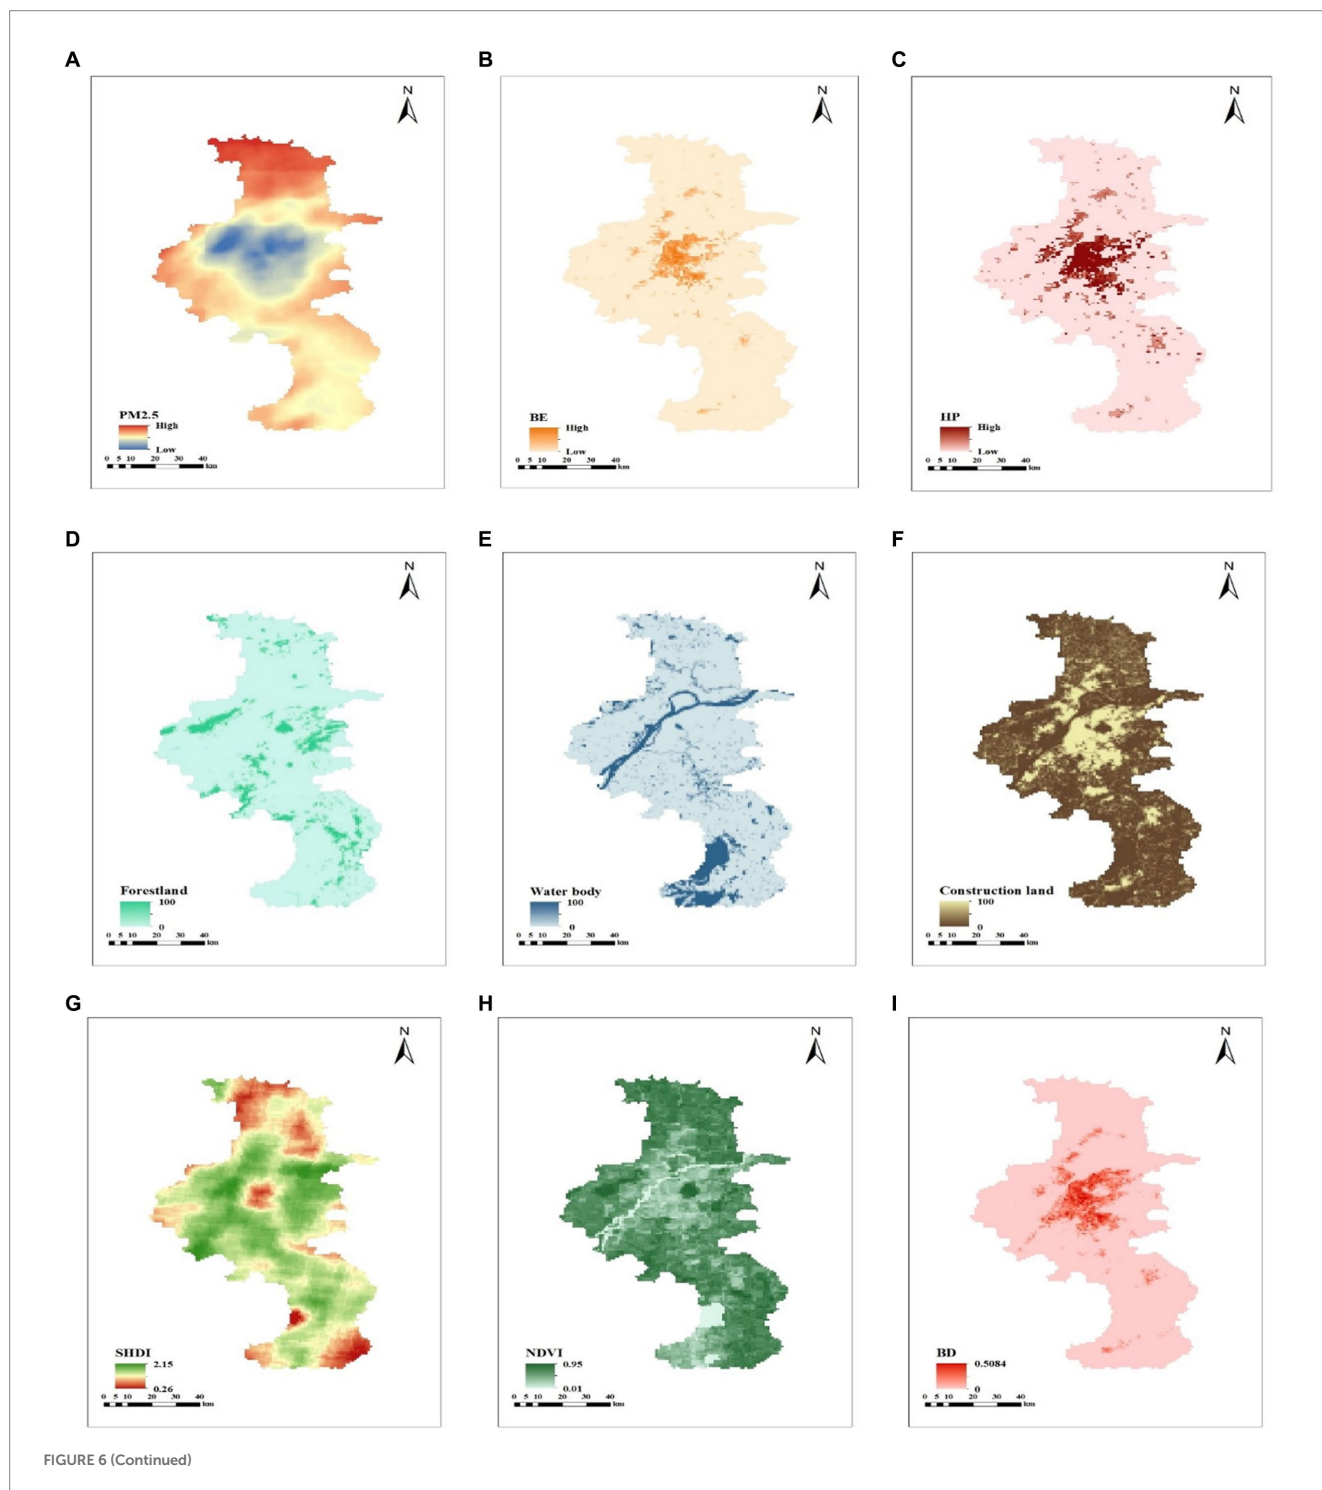 A
B
C
N
N
N
PM2.5
High
Low
0 5 10 20 30 40
km
BE
High
Low
0 5 10 20 30 40
km
HP
High
Low
0 5 10 20 30 40
km
D
E
F
N
N
N
Forestland
100
0
0 5 10 20 30 40
km
Water body
100
0
0 5 10 20 30 40
km
Construction land
100
0
0 5 10 20 30 40
km
G
H
I
N
N
N
SHDI
2.15
0.26
0 5 10 20 30 40
km
NDVI
0.95
0.01
0 5 10 20 30 40
km
BD
0.5084
0
0 5 10 20 30 40
km
FIGURE 6 (Continued)